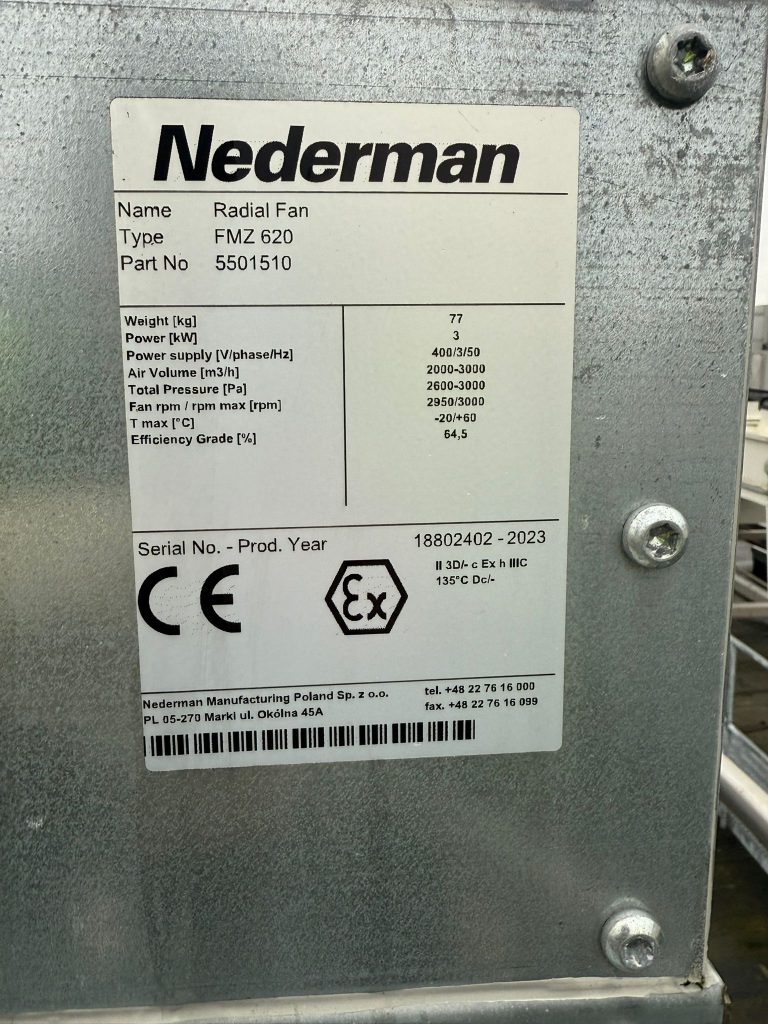 Nederman
Name Radial Fan
Type FMZ 620
Part No 5501510
Weight [kg] 77
Power [kW] 3
Power supply [V/phase/Hz] 400/3/50
Air Volume [m3/h] 2000-3000
Total Pressure [Pa] 2600-3000
Fan rpm / rpm max [rpm] 2950/3000
T max [°C] -20/+60
Efficiency Grade [%] 64,5
Serial No. - Prod. Year 18802402 - 2023
CE Ex II 3D/- c Ex h IIIC
135°C Dc/-
Nederman Manufacturing Poland Sp. z o.o. tel. +48 22 76 16 000
PL 05-270 Marki ul. Okólna 45A fax. +48 22 76 16 099